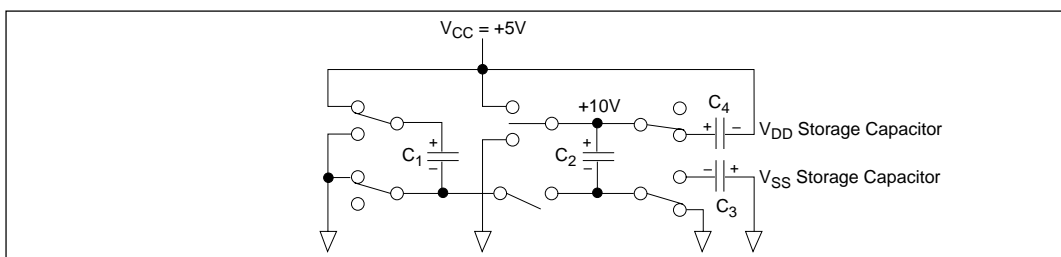 V_CC = +5V
+10V
C_4
+ −
V_DD Storage Capacitor
+
C_1
−
+
C_2
−
− +
V_SS Storage Capacitor
C_3